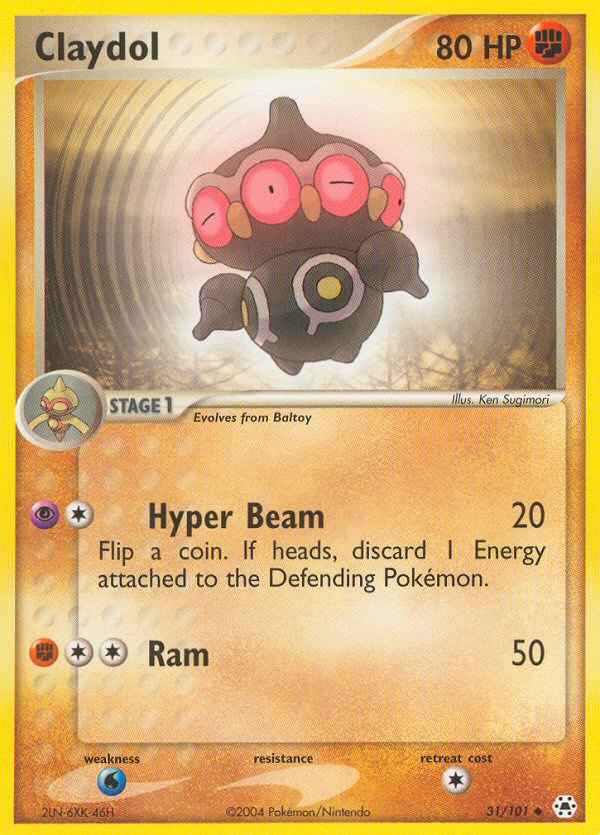 Claydol
80 HP
STAGE 1
Evolves from Baltoy
Illus. Ken Sugimori
Hyper Beam 20
Flip a coin. If heads, discard 1 Energy
attached to the Defending Pokémon.
Ram 50
weakness resistance retreat cost
2LN-6XK-46H
©2004 Pokémon/Nintendo
31/101